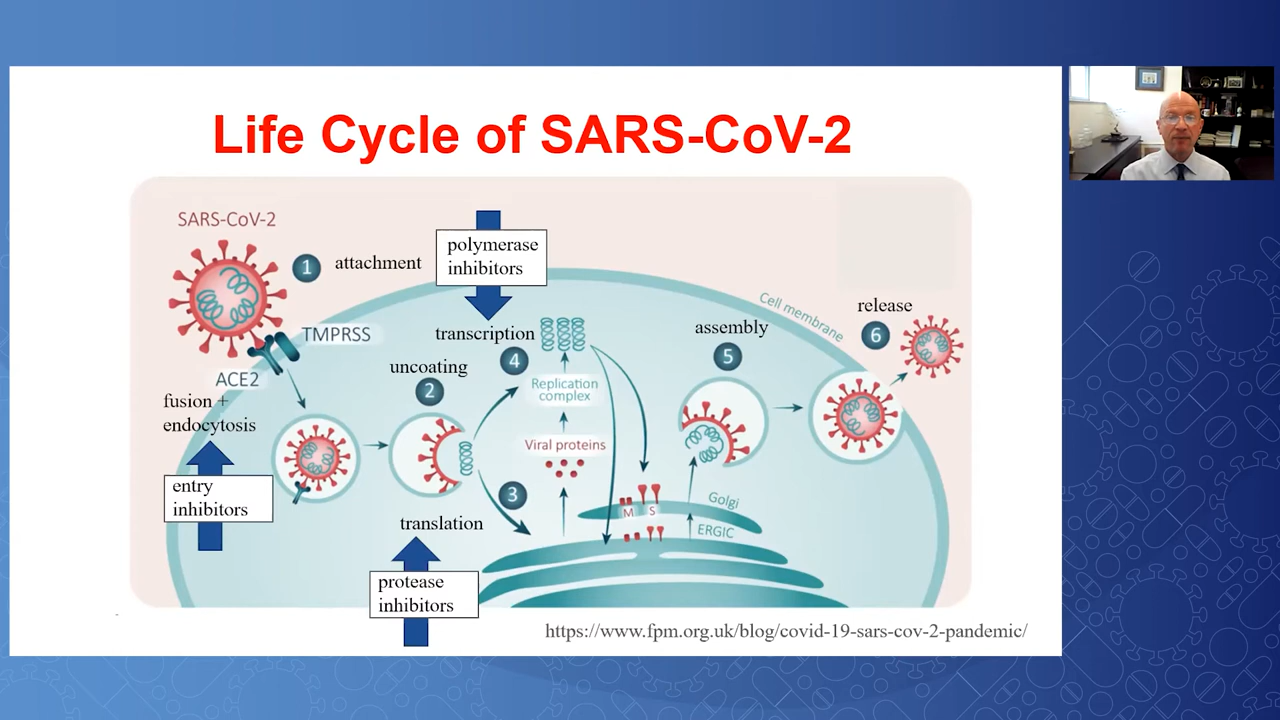 Life Cycle of SARS-CoV-2
SARS-CoV-2
1
attachment
polymerase
inhibitors
TMPRSS
ACE2
fusion +
endocytosis
entry
inhibitors
uncoating
2
transcription
4
Replication
complex
Viral proteins
3
translation
protease
inhibitors
M S
Golgi
ERGIC
assembly
5
Cell membrane
release
6
https://www.fpm.org.uk/blog/covid-19-sars-cov-2-pandemic/